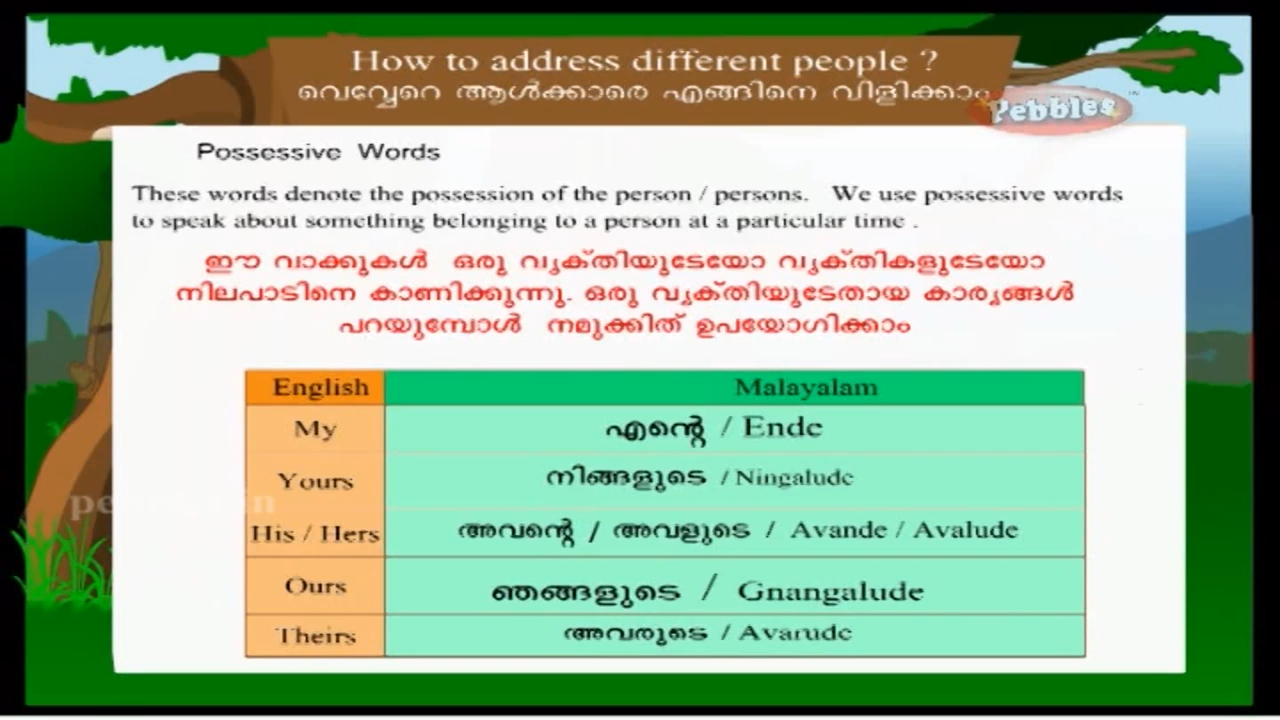 How to address different people ?
വെവ്വേറെ ആൾക്കാരെ എങ്ങിനെ വിളിക്കാം
Pebbles
Possessive Words
These words denote the possession of the person / persons. We use possessive words
to speak about something belonging to a person at a particular time .
ഈ വാക്കുകൾ ഒരു വ്യക്തിയുടേയോ വ്യക്തികളുടേയോ
നിലപാടിനെ കാണിക്കുന്നു. ഒരു വ്യക്തിയുടേതായ കാര്യങ്ങൾ
പറയുമ്പോൾ നമുക്കിത് ഉപയോഗിക്കാം
English Malayalam
My എന്റെ / Ende
Yours നിങ്ങളുടെ / Ningalude
His / Hers അവന്റെ / അവളുടെ / Avande / Avalude
Ours ഞങ്ങളുടെ / Gnangalude
Theirs അവരുടെ / Avarude